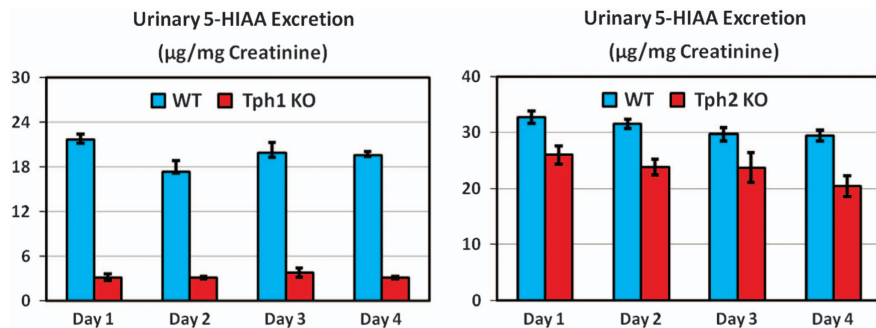 Urinary 5-HIAA Excretion
(µg/mg Creatinine)
30
24
18
12
6
0
WT Tph1 KO
Day 1 Day 2 Day 3 Day 4
Urinary 5-HIAA Excretion
(µg/mg Creatinine)
40
30
20
10
0
WT Tph2 KO
Day 1 Day 2 Day 3 Day 4